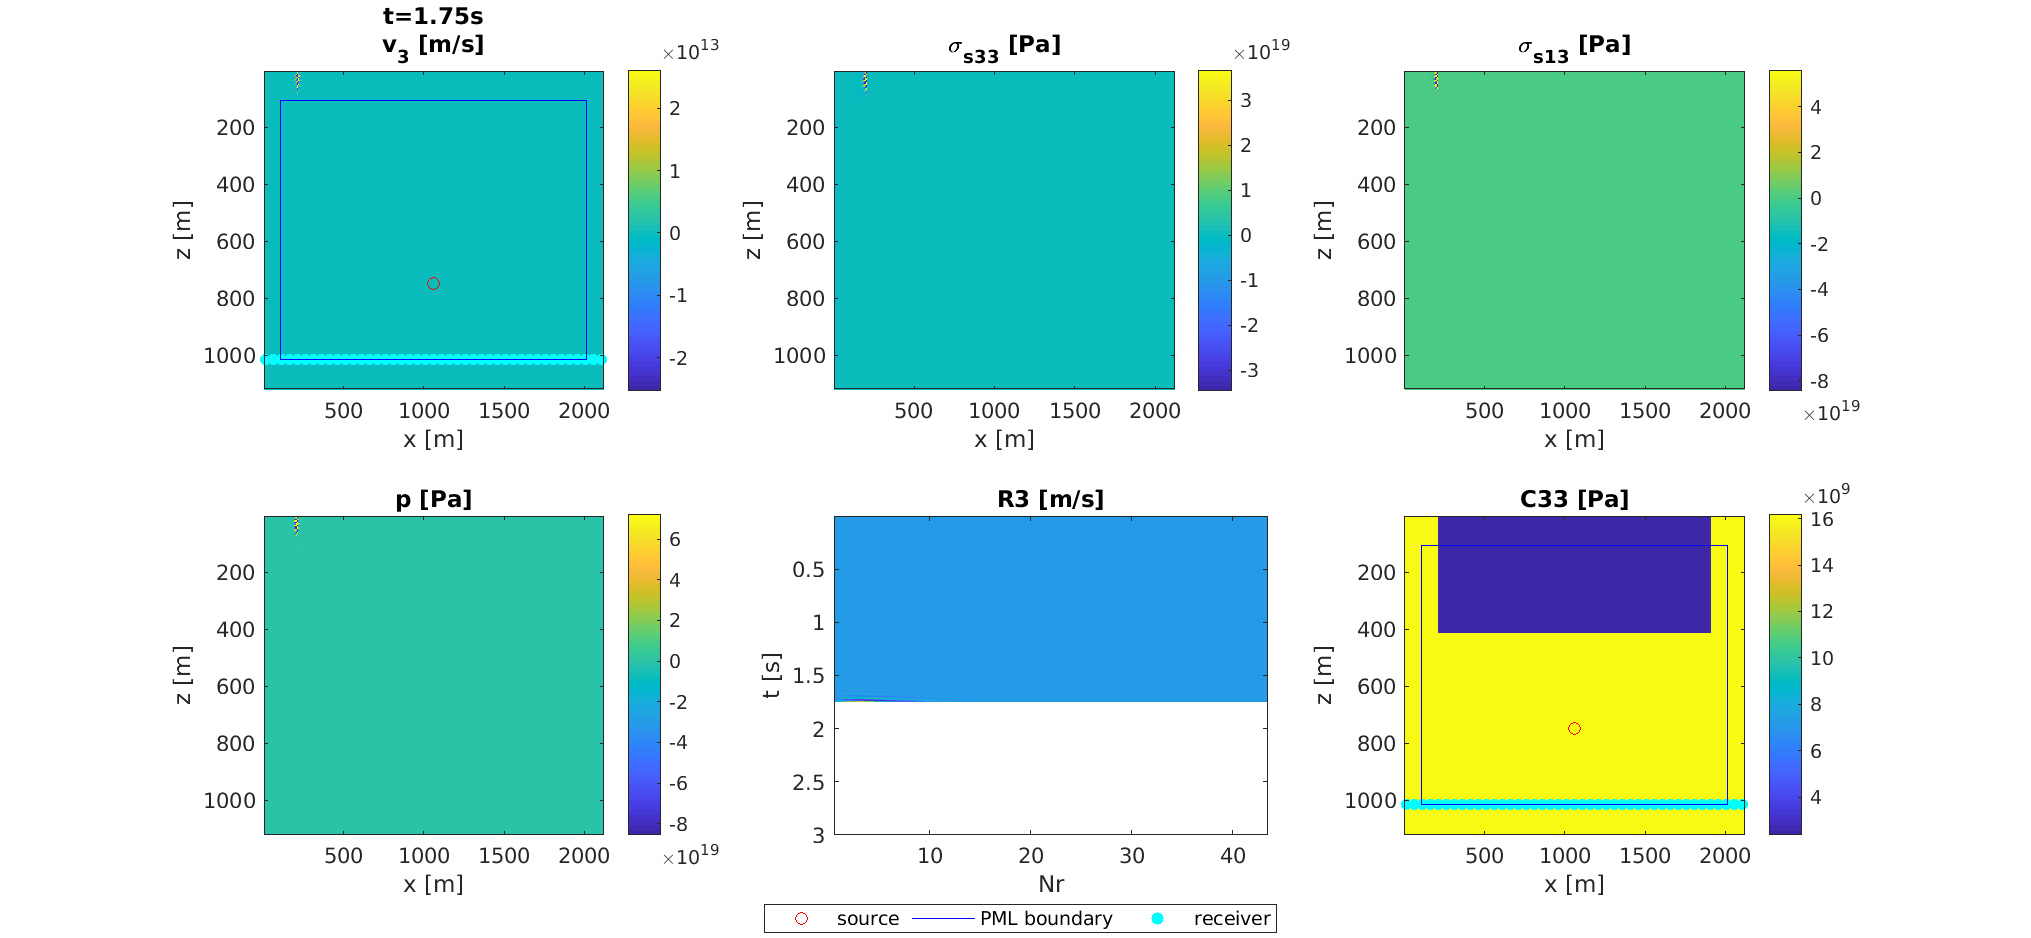 t=1.75s
v3 [m/s]
×10^13
2
1
0
-1
-2
200
400
600
800
1000
z [m]
500 1000 1500 2000
x [m]
σs33 [Pa]
×10^19
3
2
1
0
-1
-2
-3
200
400
600
800
1000
z [m]
500 1000 1500 2000
x [m]
σs13 [Pa]
4
2
0
-2
-4
-6
-8
×10^19
200
400
600
800
1000
z [m]
500 1000 1500 2000
x [m]
p [Pa]
6
4
2
0
-2
-4
-6
-8
×10^19
200
400
600
800
1000
z [m]
500 1000 1500 2000
x [m]
R3 [m/s]
0.5
1
1.5
2
2.5
3
t [s]
10 20 30 40
Nr
C33 [Pa]
×10^9
16
14
12
10
8
6
4
200
400
600
800
1000
z [m]
500 1000 1500 2000
x [m]
source PML boundary receiver